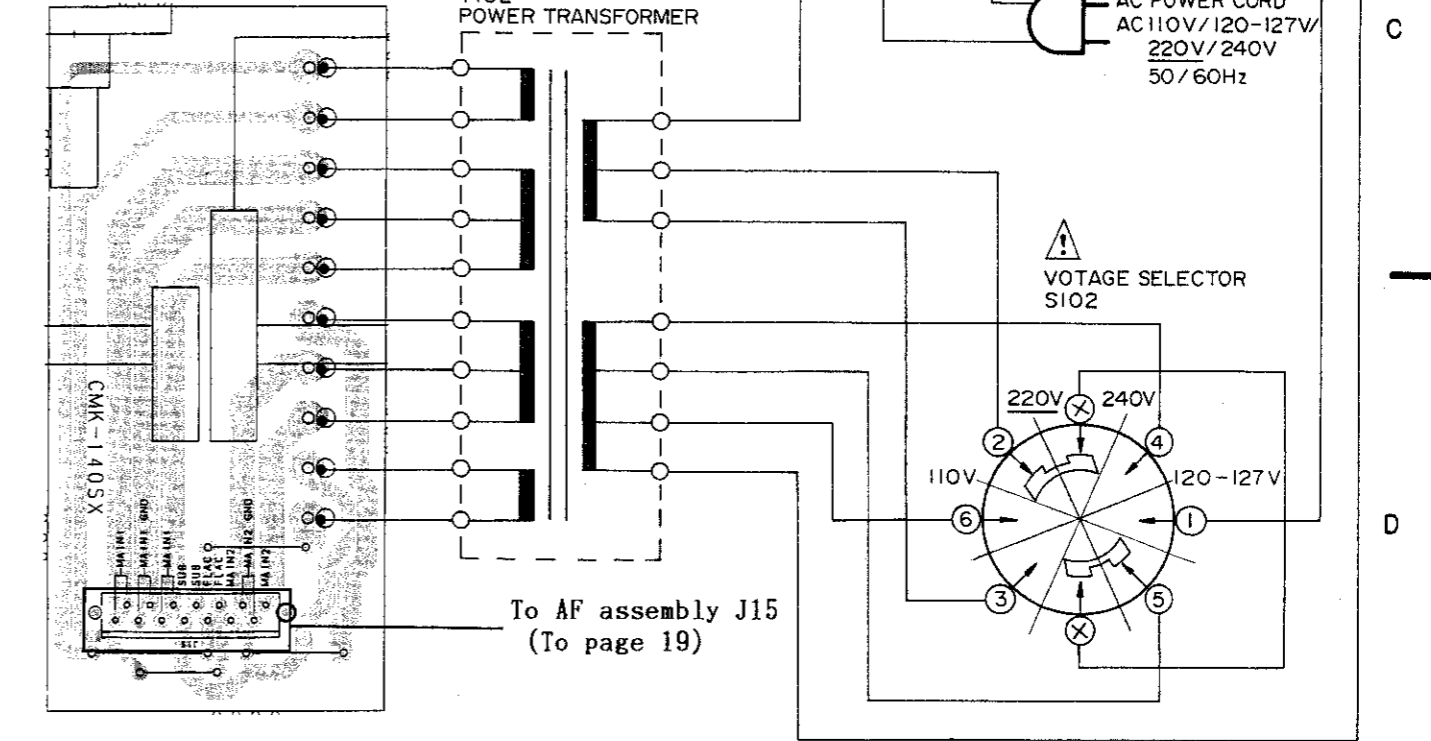 POWER TRANSFORMER
AC POWER CORD
AC 110V/120-127V/
220V/240V
50/60Hz
C
VOTAGE SELECTOR
S102
220V
240V
2
4
110V
120-127V
6
1
3
5
D
CMK-140SX
MAIN1
MAIN1 GND
MAIN1
SUB
SUB
FLAC
FLAC
MAIN2
MAIN2 GND
MAIN2
To AF assembly J15
(To page 19)